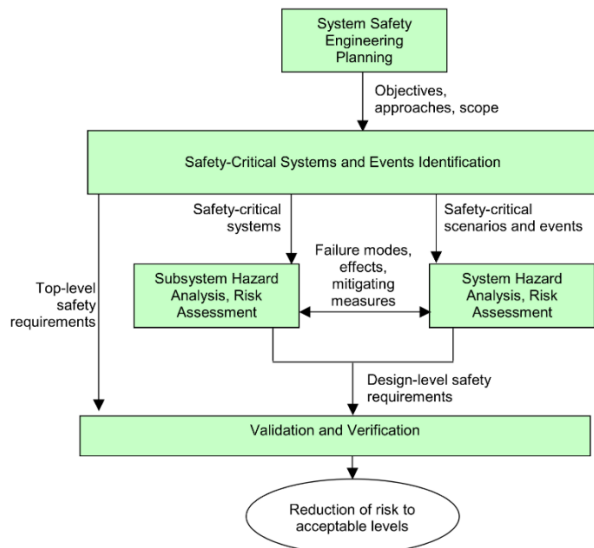 System Safety
Engineering
Planning
Objectives,
approaches, scope
Safety-Critical Systems and Events Identification
Safety-critical
systems
Safety-critical
scenarios and events
Failure modes,
effects,
mitigating
measures
Top-level
safety
requirements
Subsystem Hazard
Analysis, Risk
Assessment
System Hazard
Analysis, Risk
Assessment
Design-level safety
requirements
Validation and Verification
Reduction of risk to
acceptable levels